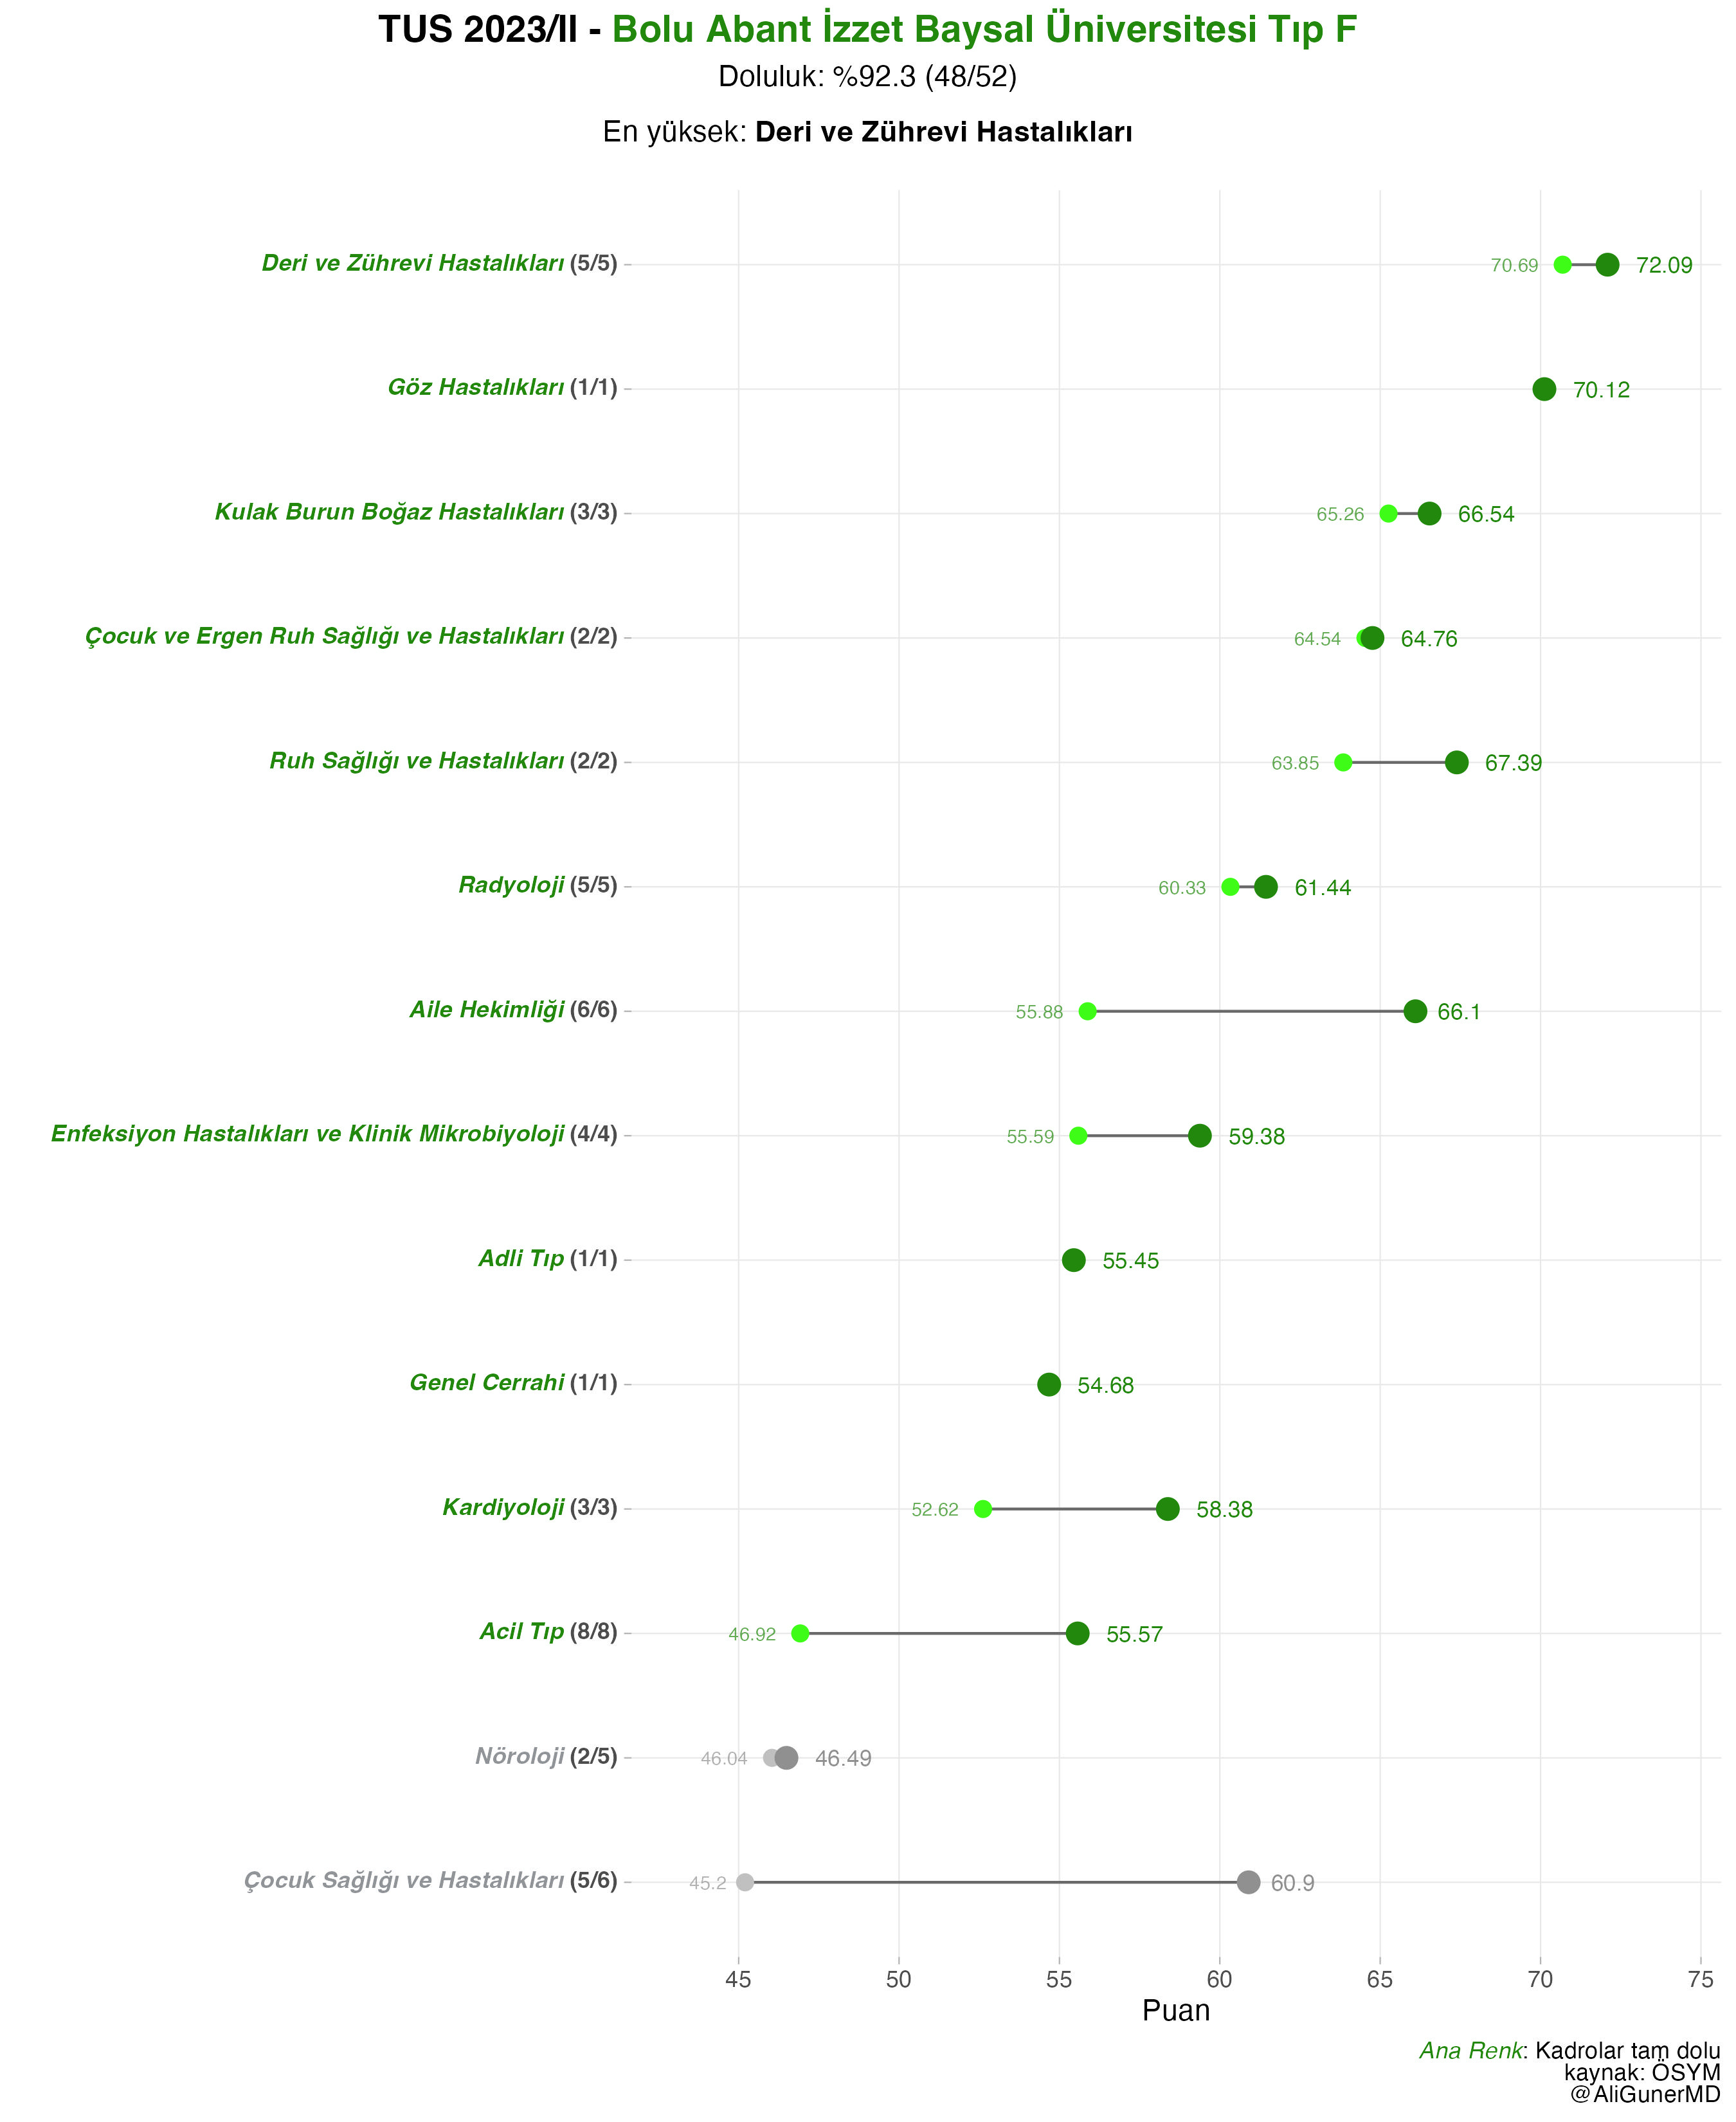 TUS 2023/II - Bolu Abant İzzet Baysal Üniversitesi Tıp F
Doluluk: %92.3 (48/52)
En yüksek: Deri ve Zührevi Hastalıkları
Deri ve Zührevi Hastalıkları (5/5) 70.69 72.09
Göz Hastalıkları (1/1) 70.12
Kulak Burun Boğaz Hastalıkları (3/3) 65.26 66.54
Çocuk ve Ergen Ruh Sağlığı ve Hastalıkları (2/2) 64.54 64.76
Ruh Sağlığı ve Hastalıkları (2/2) 63.85 67.39
Radyoloji (5/5) 60.33 61.44
Aile Hekimliği (6/6) 55.88 66.1
Enfeksiyon Hastalıkları ve Klinik Mikrobiyoloji (4/4) 55.59 59.38
Adli Tıp (1/1) 55.45
Genel Cerrahi (1/1) 54.68
Kardiyoloji (3/3) 52.62 58.38
Acil Tıp (8/8) 46.92 55.57
Nöroloji (2/5) 46.04 46.49
Çocuk Sağlığı ve Hastalıkları (5/6) 45.2 60.9
45 50 55 60 65 70 75
Puan
Ana Renk: Kadrolar tam dolu
kaynak: ÖSYM
@AliGunerMD